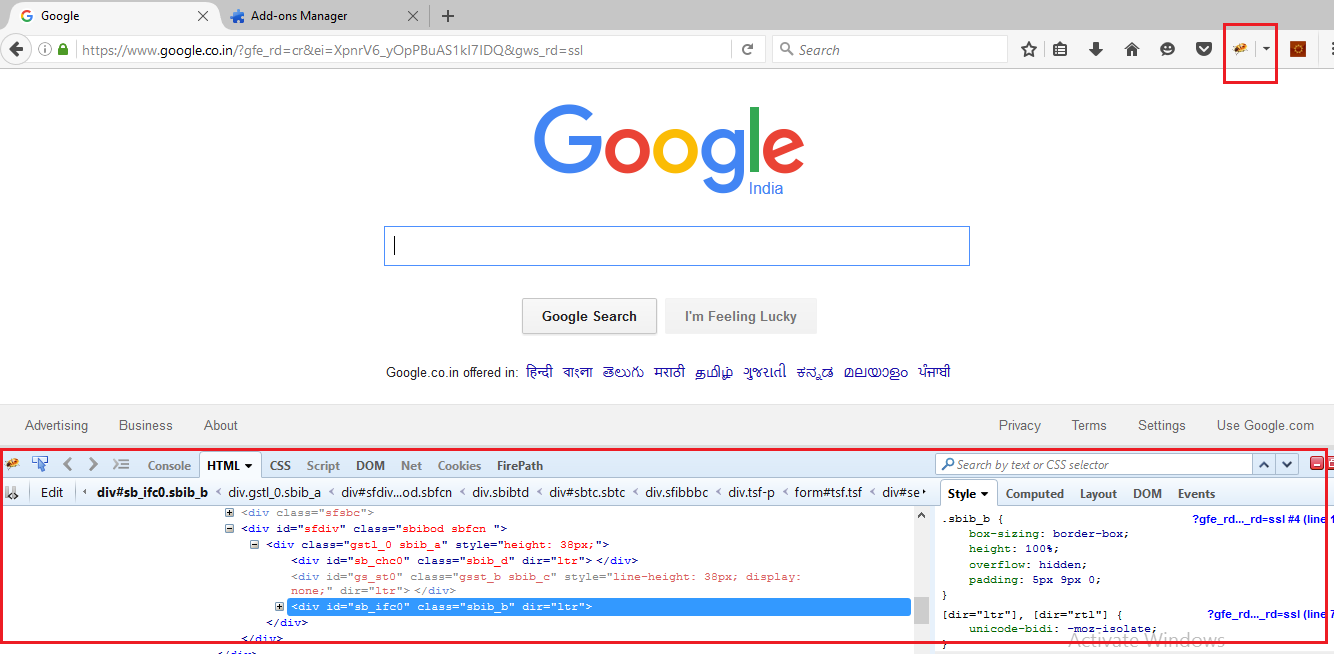 Google
Add-ons Manager
https://www.google.co.in/?gfe_rd=cr&ei=XpnrV6_yOpPBuAS1kI7IDQ&gws_rd=ssl
Search
Google
India
Google Search
I'm Feeling Lucky
Google.co.in offered in: हिन्दी বাংলা తెలుగు मराठी தமிழ் ગુજરાતી ಕನ್ನಡ മലയാളം ਪੰਜਾਬੀ
Advertising Business About Privacy Terms Settings Use Google.com
Console HTML CSS Script DOM Net Cookies FirePath
Search by text or CSS selector
Edit div#sb_ifc0.sbib_b < div.gstl_0.sbib_a < div#sfdiv...od.sbfcn < div.sbibtd < div#sbtc.sbtc < div.sfibbbc < div.tsf-p < form#tsf.tsf < div#se
Style Computed Layout DOM Events
<div class="sfsbc">
<div id="sfdiv" class="sbibod sbfcn ">
<div class="gstl_0 sbib_a" style="height: 38px;">
<div id="sb_chc0" class="sbib_d" dir="ltr"></div>
<div id="gs_st0" class="gsst_b sbib_c" style="line-height: 38px; display:
none;" dir="ltr"></div>
<div id="sb_ifc0" class="sbib_b" dir="ltr">
</div>
</div>
</div>
.sbib_b { ?gfe_rd..._rd=ssl #4 (line 1
box-sizing: border-box;
height: 100%;
overflow: hidden;
padding: 5px 9px 0;
}
[dir="ltr"], [dir="rtl"] { ?gfe_rd..._rd=ssl (line 7
unicode-bidi: -moz-isolate;
}
Activate Windows